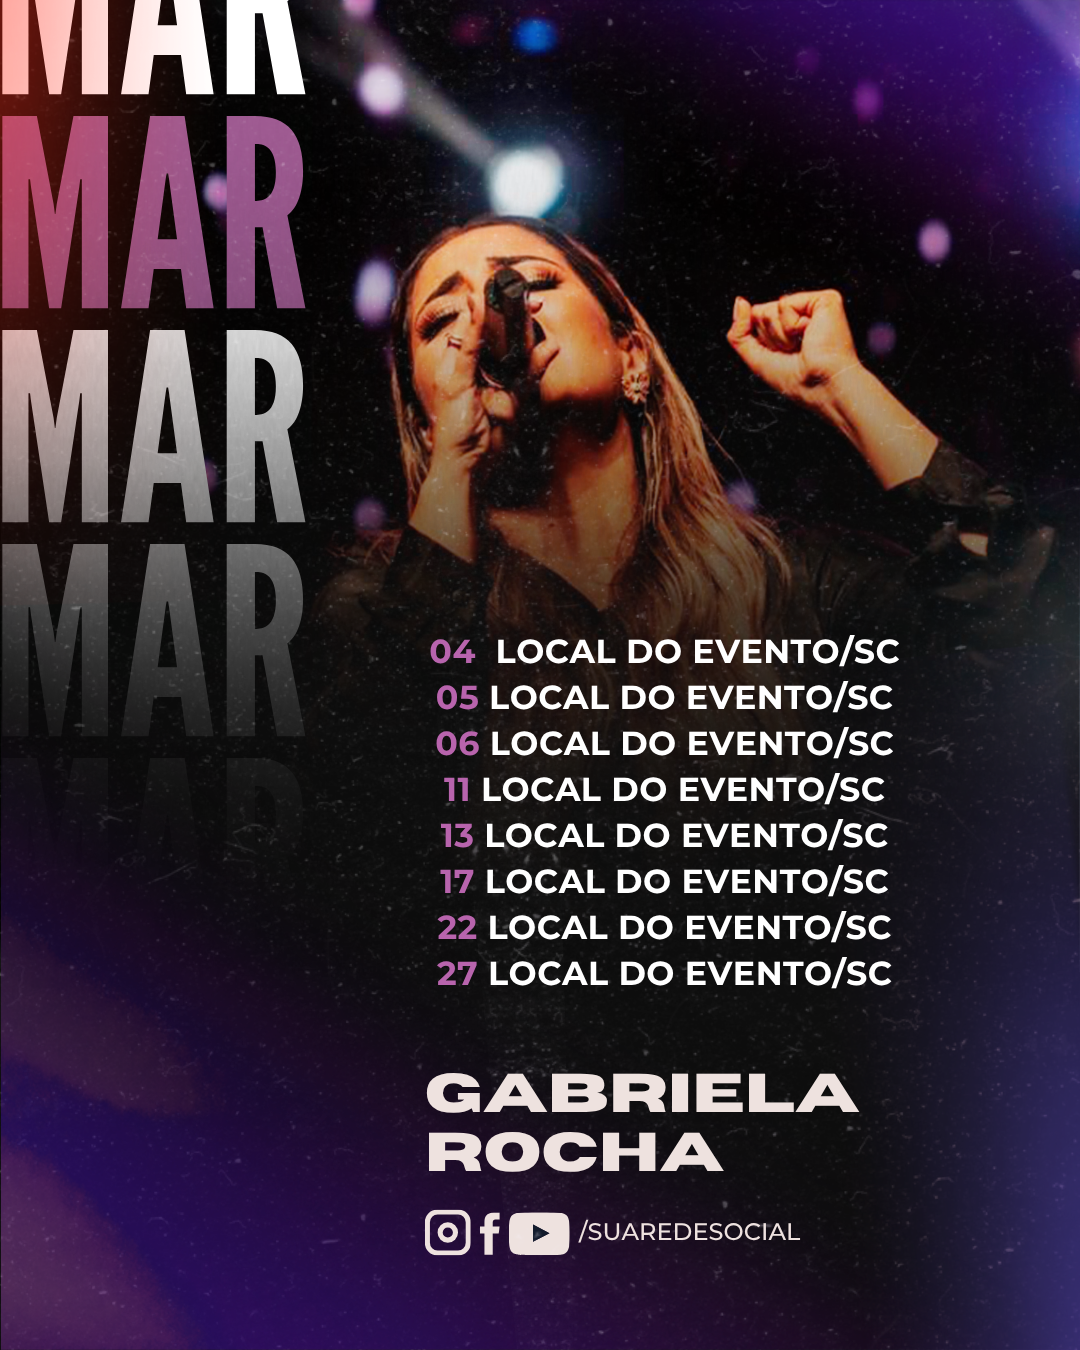 MAR
MAR
MAR
MAR
MAR
04 LOCAL DO EVENTO/SC
05 LOCAL DO EVENTO/SC
06 LOCAL DO EVENTO/SC
11 LOCAL DO EVENTO/SC
13 LOCAL DO EVENTO/SC
17 LOCAL DO EVENTO/SC
22 LOCAL DO EVENTO/SC
27 LOCAL DO EVENTO/SC
GABRIELA
ROCHA
/SUAREDESOCIAL